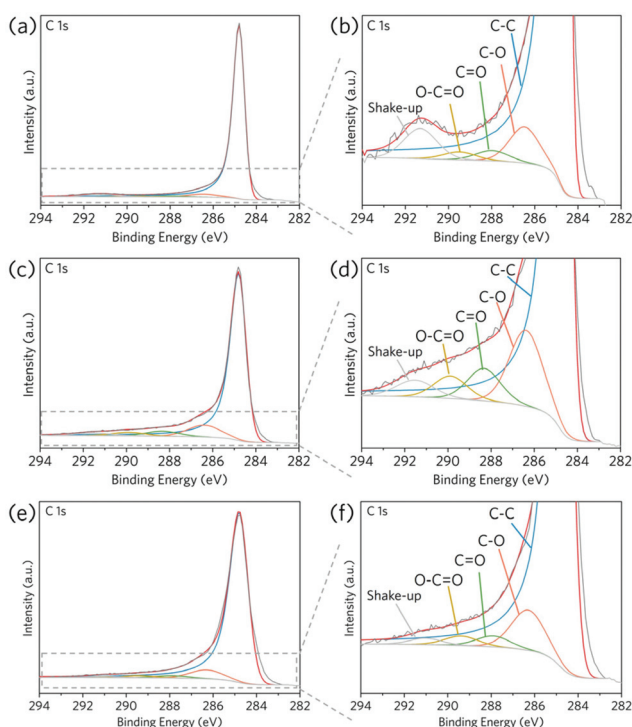 (a)
C 1s
Intensity (a.u.)
294 292 290 288 286 284 282
Binding Energy (eV)
(b)
C 1s
C-C
C-O
C=O
O-C=O
Shake-up
Intensity (a.u.)
294 292 290 288 286 284 282
Binding Energy (eV)
(c)
C 1s
Intensity (a.u.)
294 292 290 288 286 284 282
Binding Energy (eV)
(d)
C 1s
C-C
C-O
C=O
O-C=O
Shake-up
Intensity (a.u.)
294 292 290 288 286 284 282
Binding Energy (eV)
(e)
C 1s
Intensity (a.u.)
294 292 290 288 286 284 282
Binding Energy (eV)
(f)
C 1s
C-C
C-O
C=O
O-C=O
Shake-up
Intensity (a.u.)
294 292 290 288 286 284 282
Binding Energy (eV)